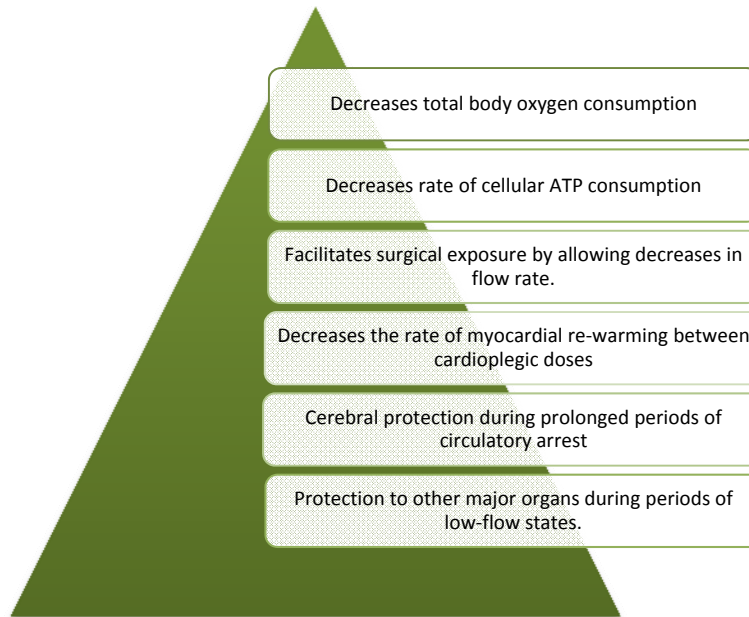 Decreases total body oxygen consumption
Decreases rate of cellular ATP consumption
Facilitates surgical exposure by allowing decreases in
flow rate.
Decreases the rate of myocardial re-warming between
cardioplegic doses
Cerebral protection during prolonged periods of
circulatory arrest
Protection to other major organs during periods of
low-flow states.